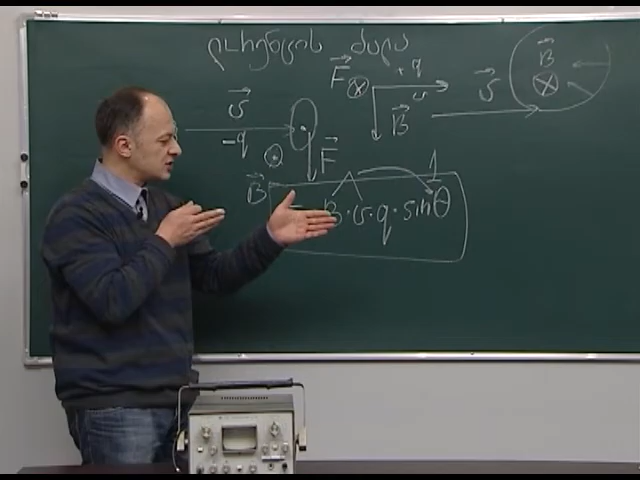 ლორენცის ძალა
F⃗ ⊗ +q
v
B⃗
v⃗
B⃗
⊗
v⃗
-q
⊙
F⃗
B⃗
1
B·v·q·sinθ